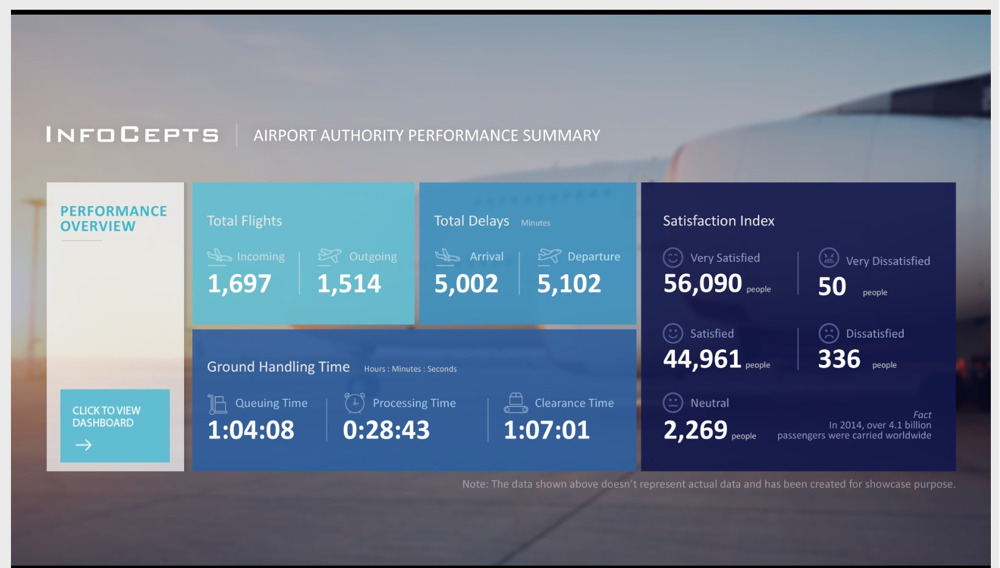 INFOCEPTS
AIRPORT AUTHORITY PERFORMANCE SUMMARY
PERFORMANCE
OVERVIEW
CLICK TO VIEW
DASHBOARD
Total Flights
Incoming
1,697
Outgoing
1,514
Total Delays Minutes
Arrival
5,002
Departure
5,102
Ground Handling Time Hours : Minutes : Seconds
Queuing Time
1:04:08
Processing Time
0:28:43
Clearance Time
1:07:01
Satisfaction Index
Very Satisfied
56,090 people
Very Dissatisfied
50 people
Satisfied
44,961 people
Dissatisfied
336 people
Neutral
2,269 people
Fact
In 2014, over 4.1 billion
passengers were carried worldwide
Note: The data shown above doesn’t represent actual data and has been created for showcase purpose.